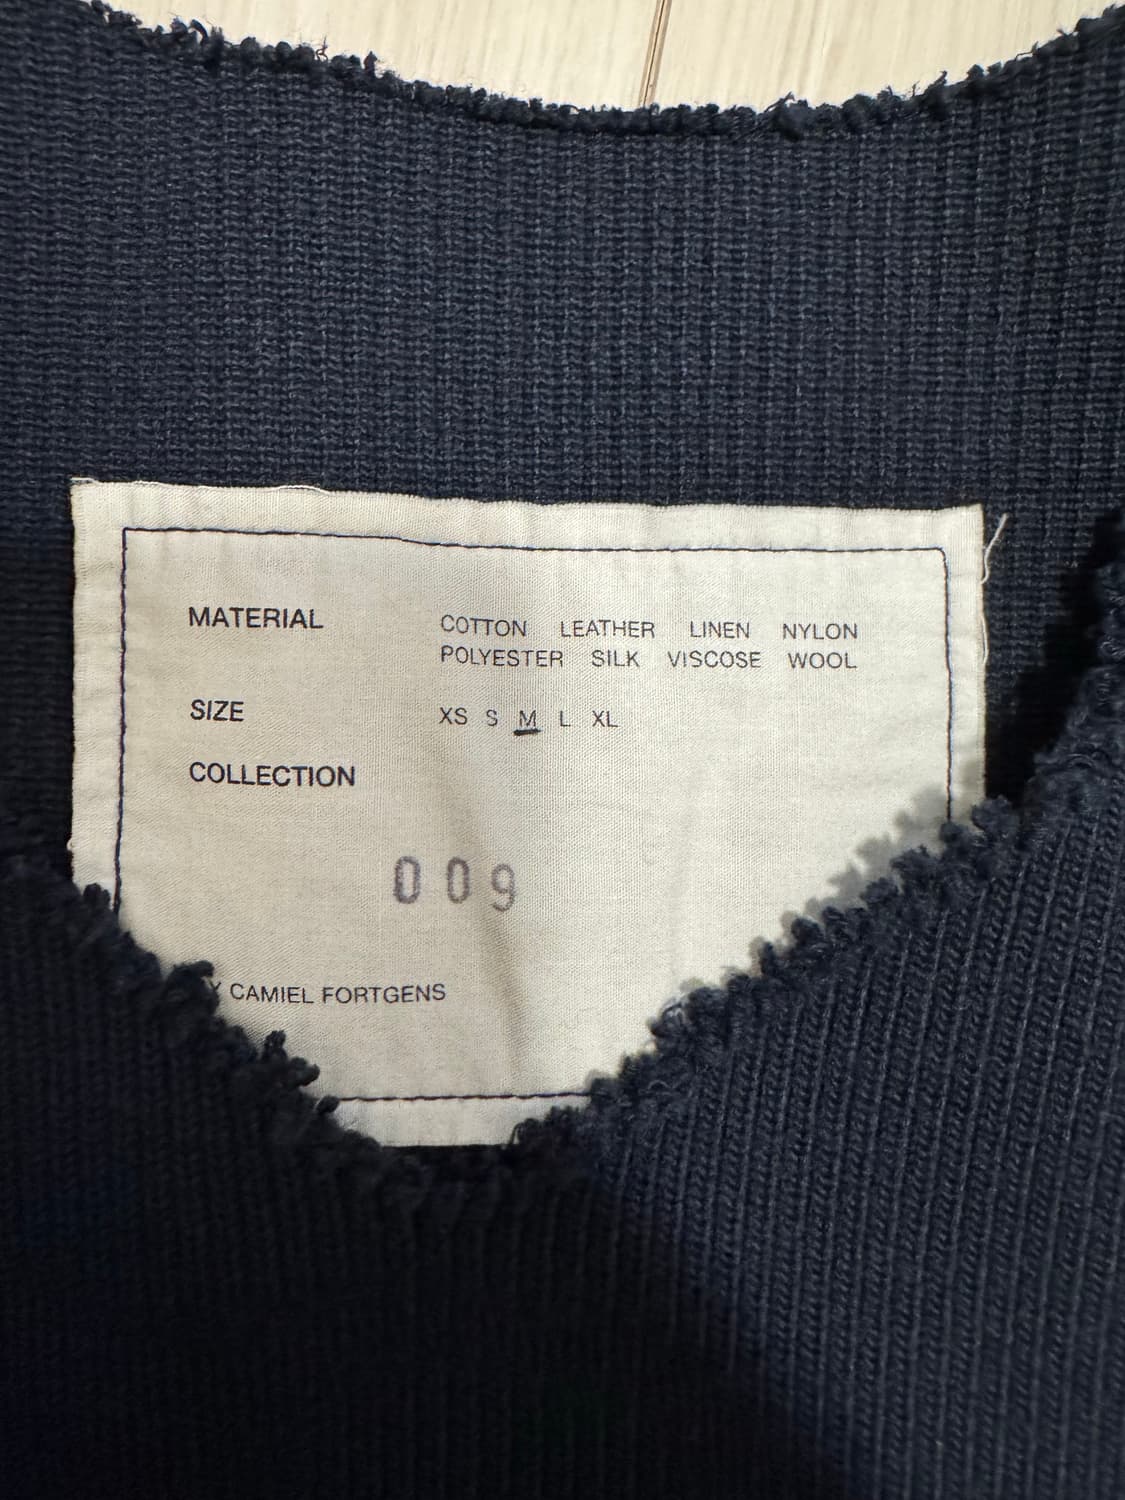 MATERIAL COTTON LEATHER LINEN NYLON
POLYESTER SILK VISCOSE WOOL
SIZE XS S M L XL
COLLECTION
009
CAMIEL FORTGENS